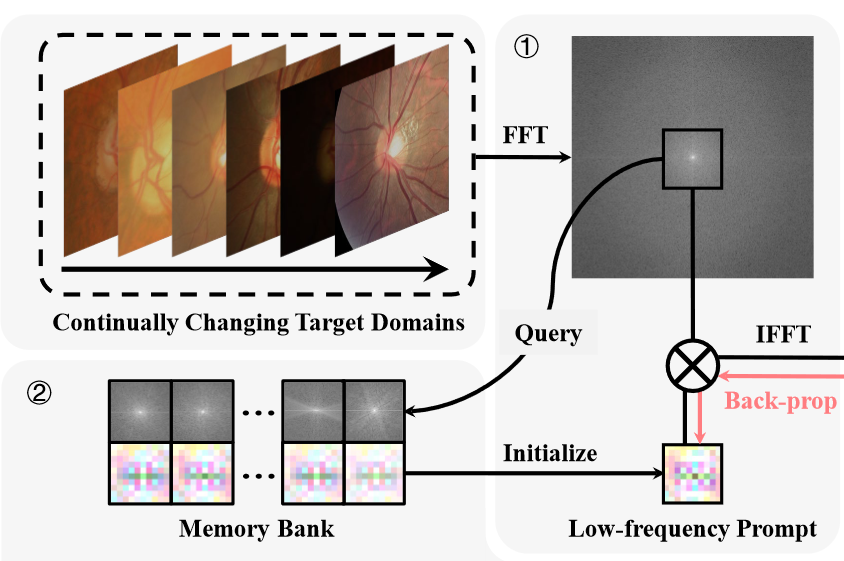 ①
FFT
Continually Changing Target Domains
Query
IFFT
Back-prop
②
Initialize
Memory Bank
Low-frequency Prompt